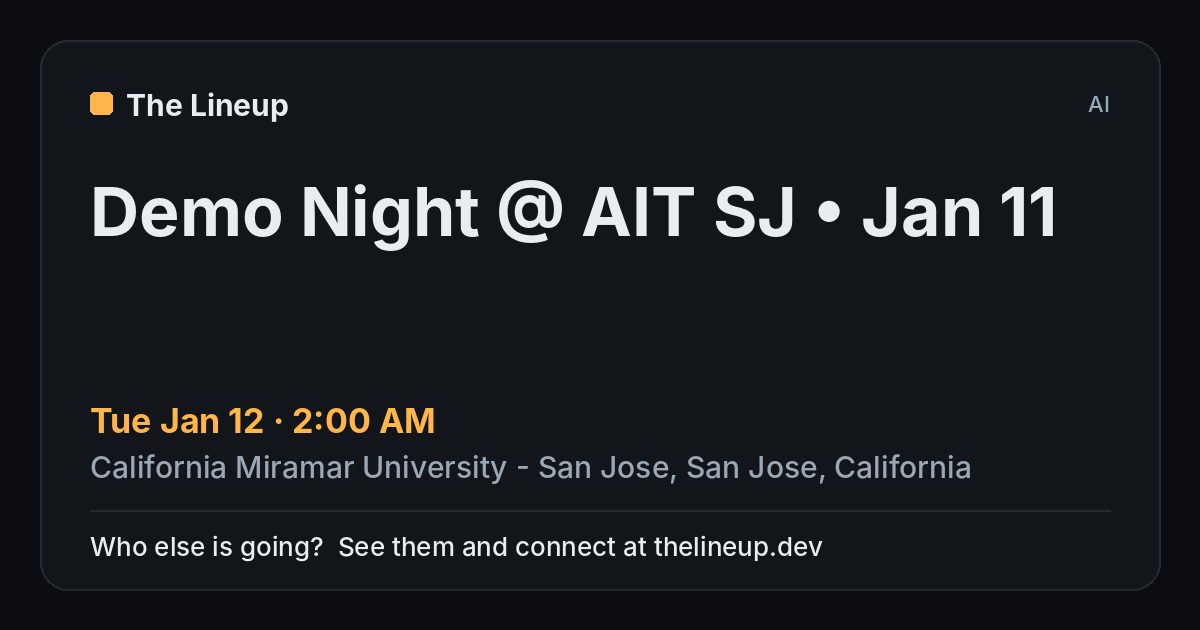 The Lineup
AI
Demo Night @ AIT SJ • Jan 11
Tue Jan 12 · 2:00 AM
California Miramar University - San Jose, San Jose, California
Who else is going?  See them and connect at thelineup.dev